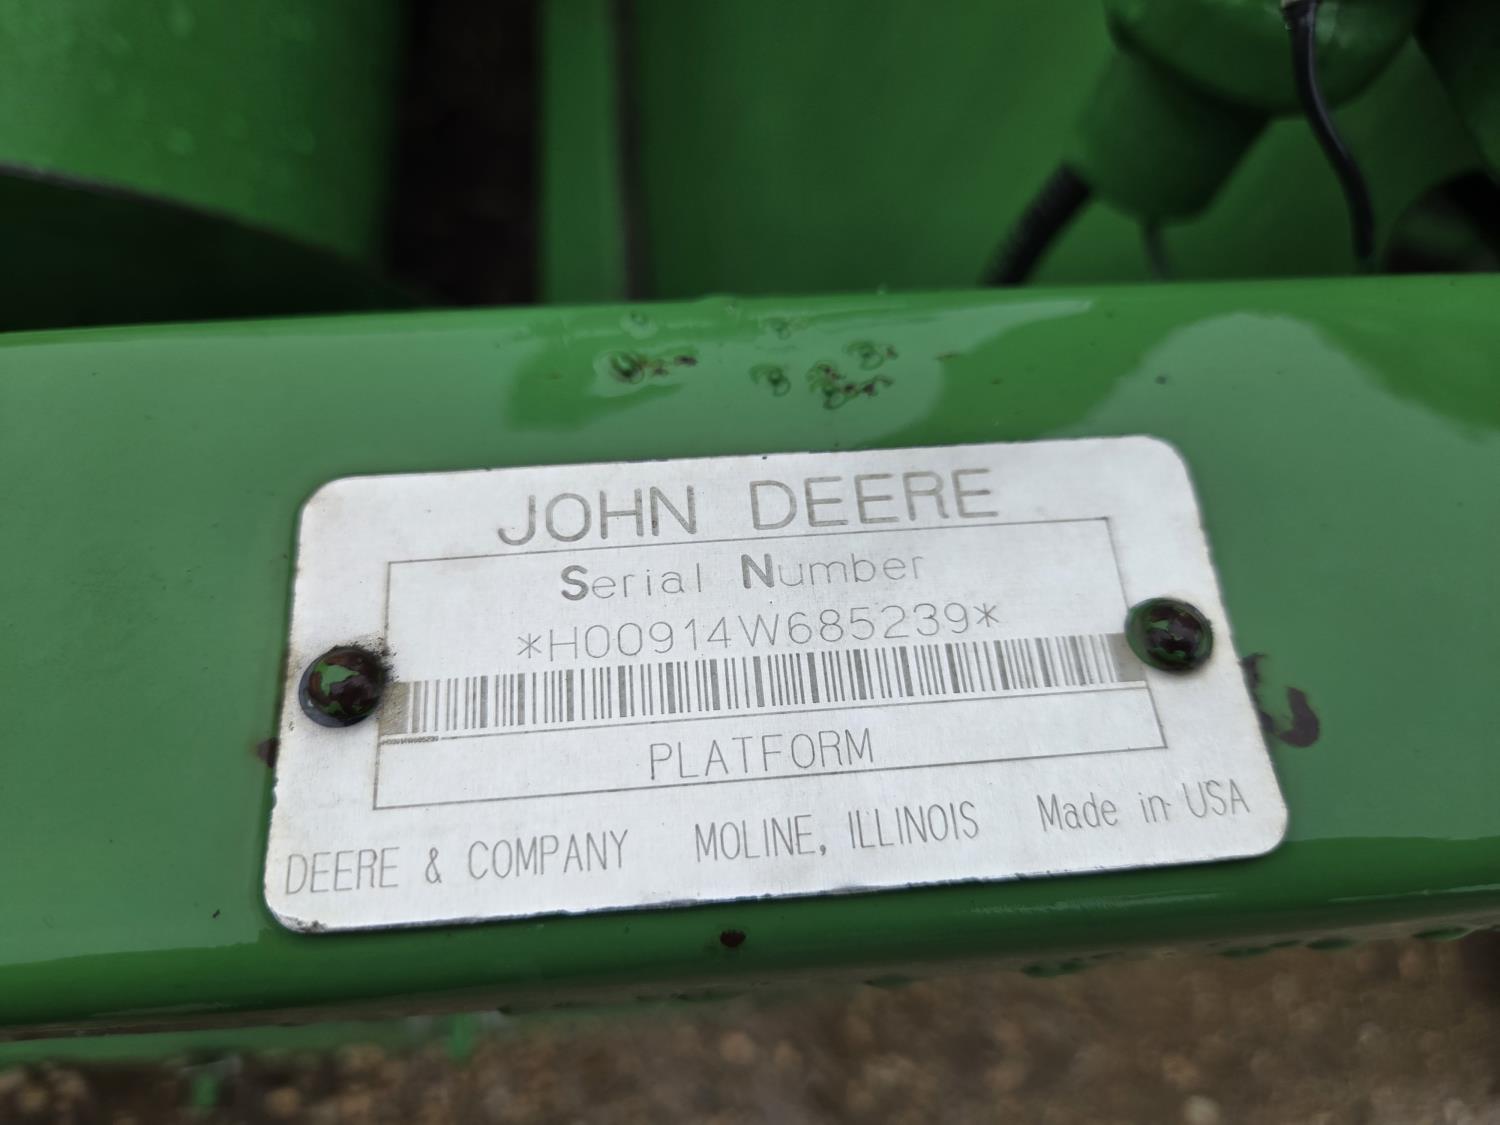 JOHN DEERE
Serial Number
*H00914W685239*
PLATFORM
DEERE & COMPANY MOLINE, ILLINOIS Made in USA